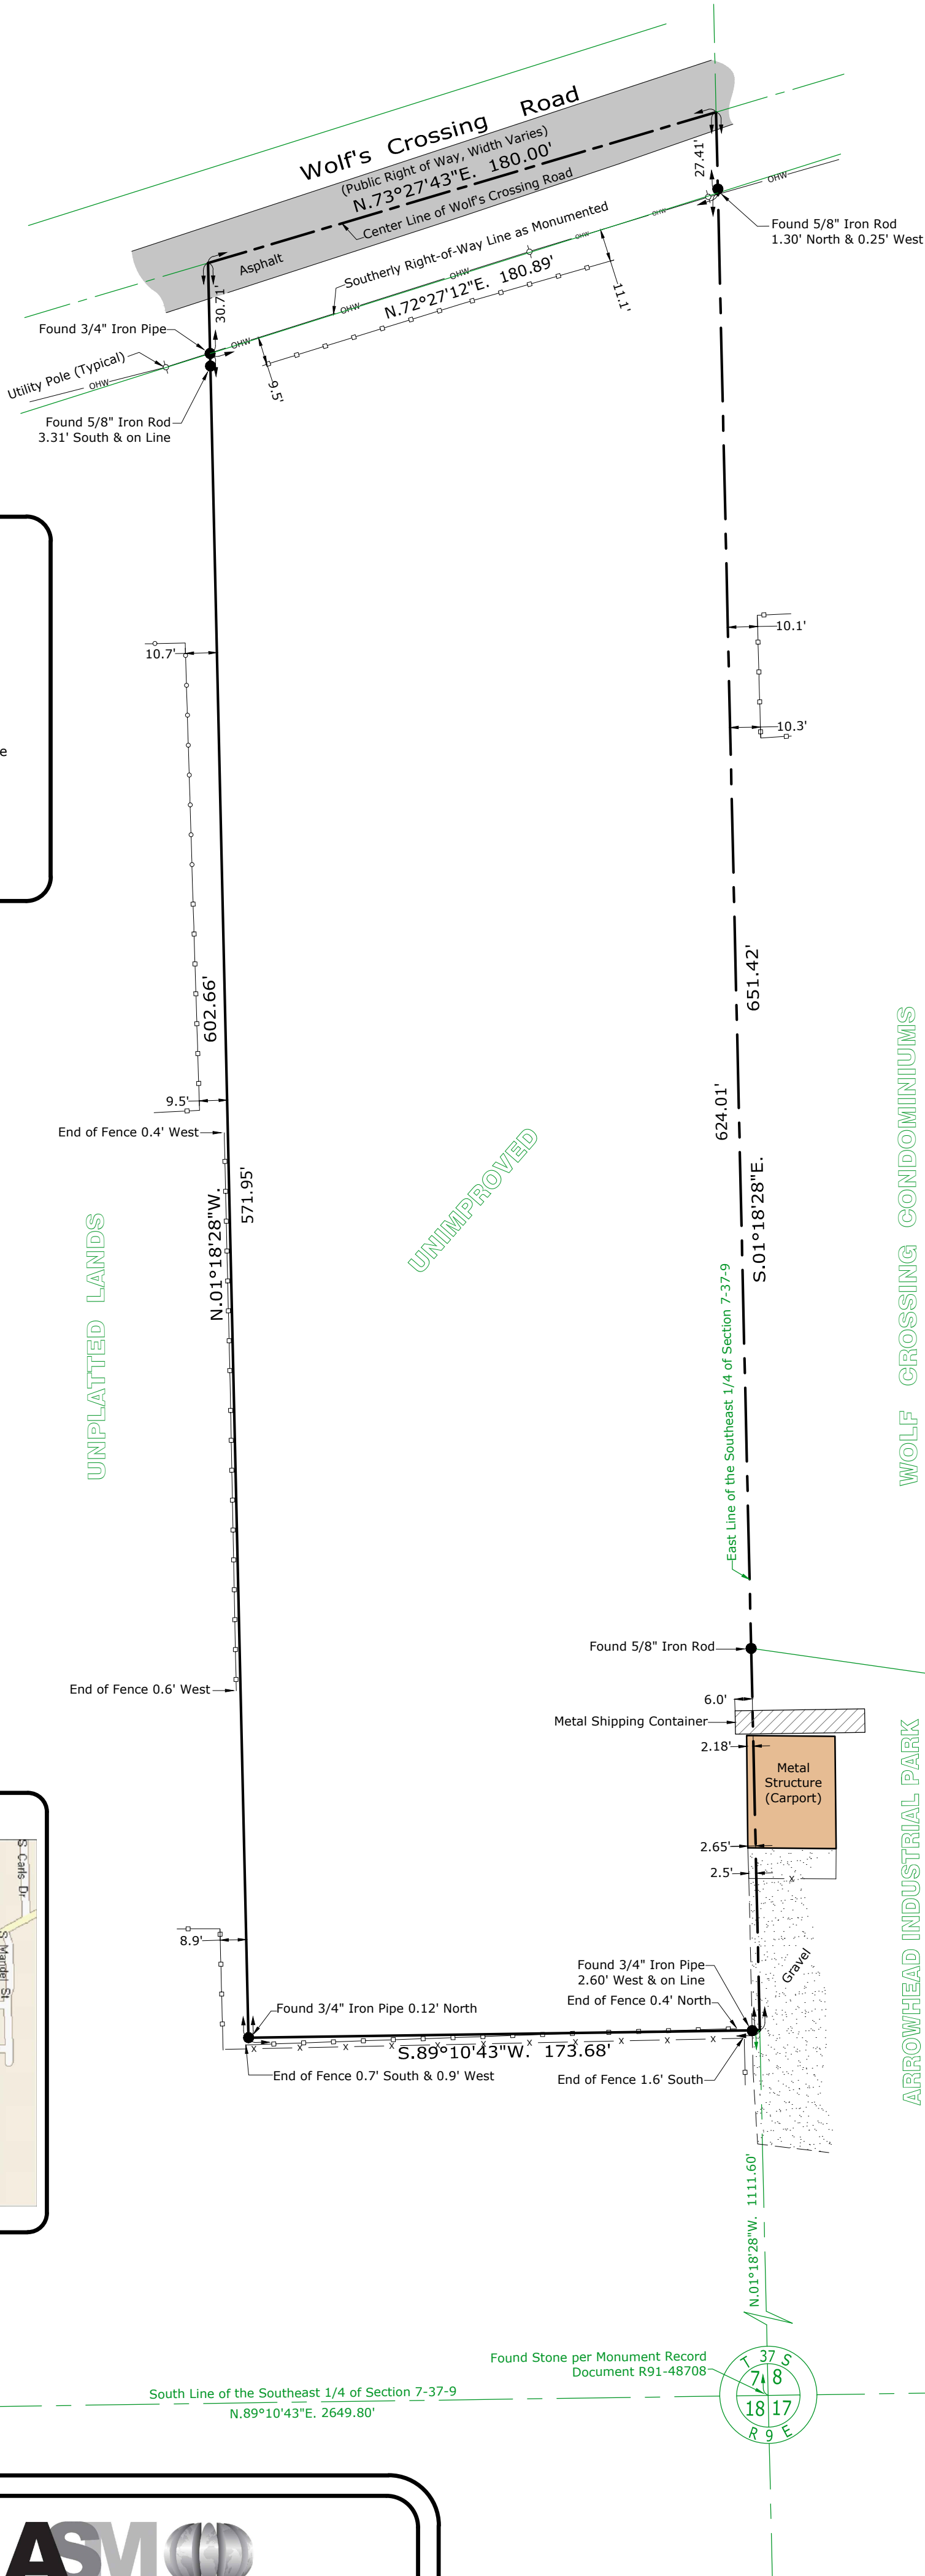 Wolf's Crossing Road
(Public Right of Way, Width Varies)
N.73°27'43"E. 180.00'
Center Line of Wolf's Crossing Road
Asphalt
Southerly Right-of-Way Line as Monumented
N.72°27'12"E. 180.89'
27.41'
OHW
OHW
OHW
OHW
OHW
OHW
OHW
Found 5/8" Iron Rod
1.30' North & 0.25' West
30.71'
11.1'
9.5'
Found 3/4" Iron Pipe
Utility Pole (Typical)
OHW
Found 5/8" Iron Rod
3.31' South & on Line
10.7'
10.1'
10.3'
e
602.66'
651.42'
9.5'
End of Fence 0.4' West
571.95'
N.01°18'28"W.
624.01'
S.01°18'28"E.
UNIMPROVED
UNPLATTED LANDS
WOLF CROSSING CONDOMINIUMS
East Line of the Southeast 1/4 of Section 7-37-9
Found 5/8" Iron Rod
End of Fence 0.6' West
6.0'
Metal Shipping Container
2.18'
Metal
Structure
(Carport)
2.65'
2.5'
X
ARROWHEAD INDUSTRIAL PARK
S Carls Dr
S Mandel St
8.9'
Gravel
Found 3/4" Iron Pipe
2.60' West & on Line
End of Fence 0.4' North
Found 3/4" Iron Pipe 0.12' North
X X X X X X X X X X X
S.89°10'43"W. 173.68'
End of Fence 0.7' South & 0.9' West
End of Fence 1.6' South
N.01°18'28"W. 1111.60'
Found Stone per Monument Record
Document R91-48708
T 37 S
7 8
18 17
R 9 E
South Line of the Southeast 1/4 of Section 7-37-9
N.89°10'43"E. 2649.80'
ASM